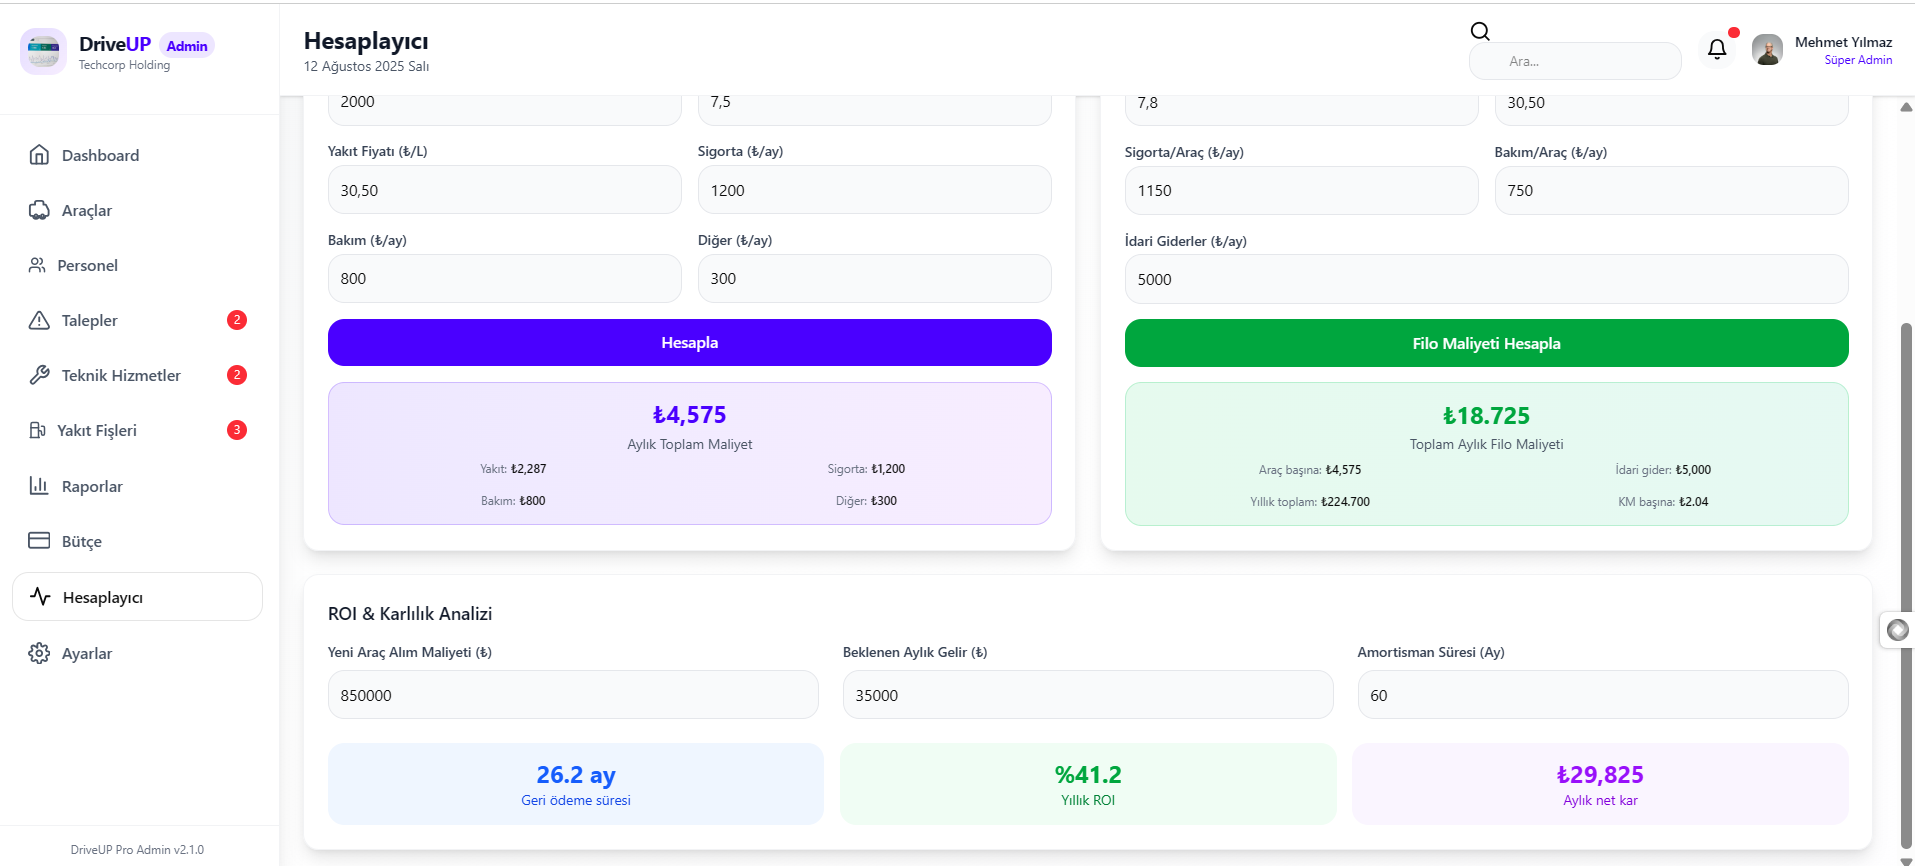 DriveUP Admin
Techcorp Holding
Dashboard
Araçlar
Personel
Talepler 2
Teknik Hizmetler 2
Yakıt Fişleri 3
Raporlar
Bütçe
Hesaplayıcı
Ayarlar
DriveUP Pro Admin v2.1.0
Hesaplayıcı
12 Ağustos 2025 Salı
Ara...
Mehmet Yılmaz
Süper Admin
2000 7,5
Yakıt Fiyatı (₺/L) Sigorta (₺/ay)
30,50 1200
Bakım (₺/ay) Diğer (₺/ay)
800 300
Hesapla
₺4,575
Aylık Toplam Maliyet
Yakıt: ₺2,287 Sigorta: ₺1,200
Bakım: ₺800 Diğer: ₺300
7,8 30,50
Sigorta/Araç (₺/ay) Bakım/Araç (₺/ay)
1150 750
İdari Giderler (₺/ay)
5000
Filo Maliyeti Hesapla
₺18.725
Toplam Aylık Filo Maliyeti
Araç başına: ₺4,575 İdari gider: ₺5,000
Yıllık toplam: ₺224.700 KM başına: ₺2.04
ROI & Karlılık Analizi
Yeni Araç Alım Maliyeti (₺) Beklenen Aylık Gelir (₺) Amortisman Süresi (Ay)
850000 35000 60
26.2 ay %41.2 ₺29,825
Geri ödeme süresi Yıllık ROI Aylık net kar